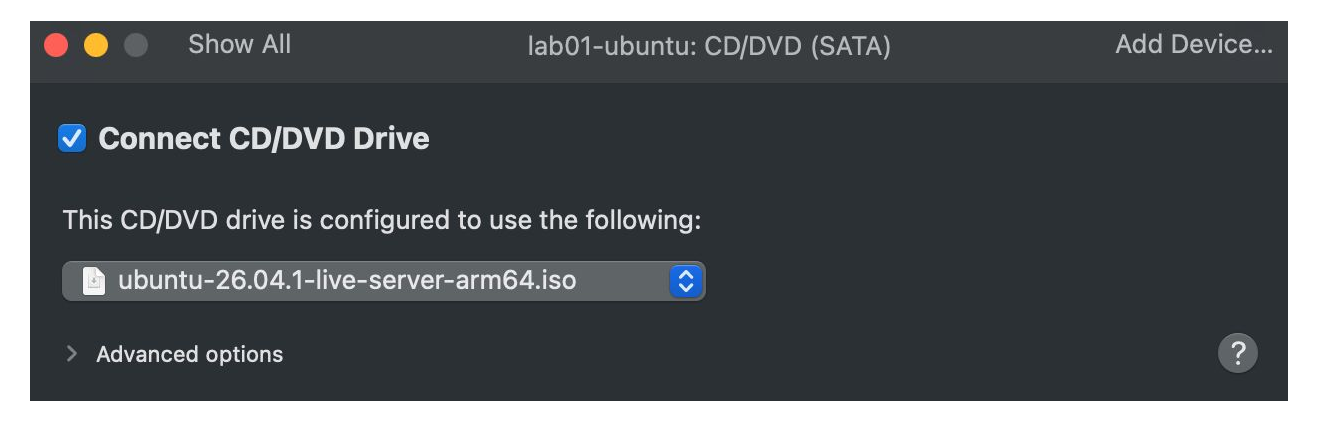 Show All lab01-ubuntu: CD/DVD (SATA) Add Device...
Connect CD/DVD Drive
This CD/DVD drive is configured to use the following:
ubuntu-26.04.1-live-server-arm64.iso
Advanced options ?